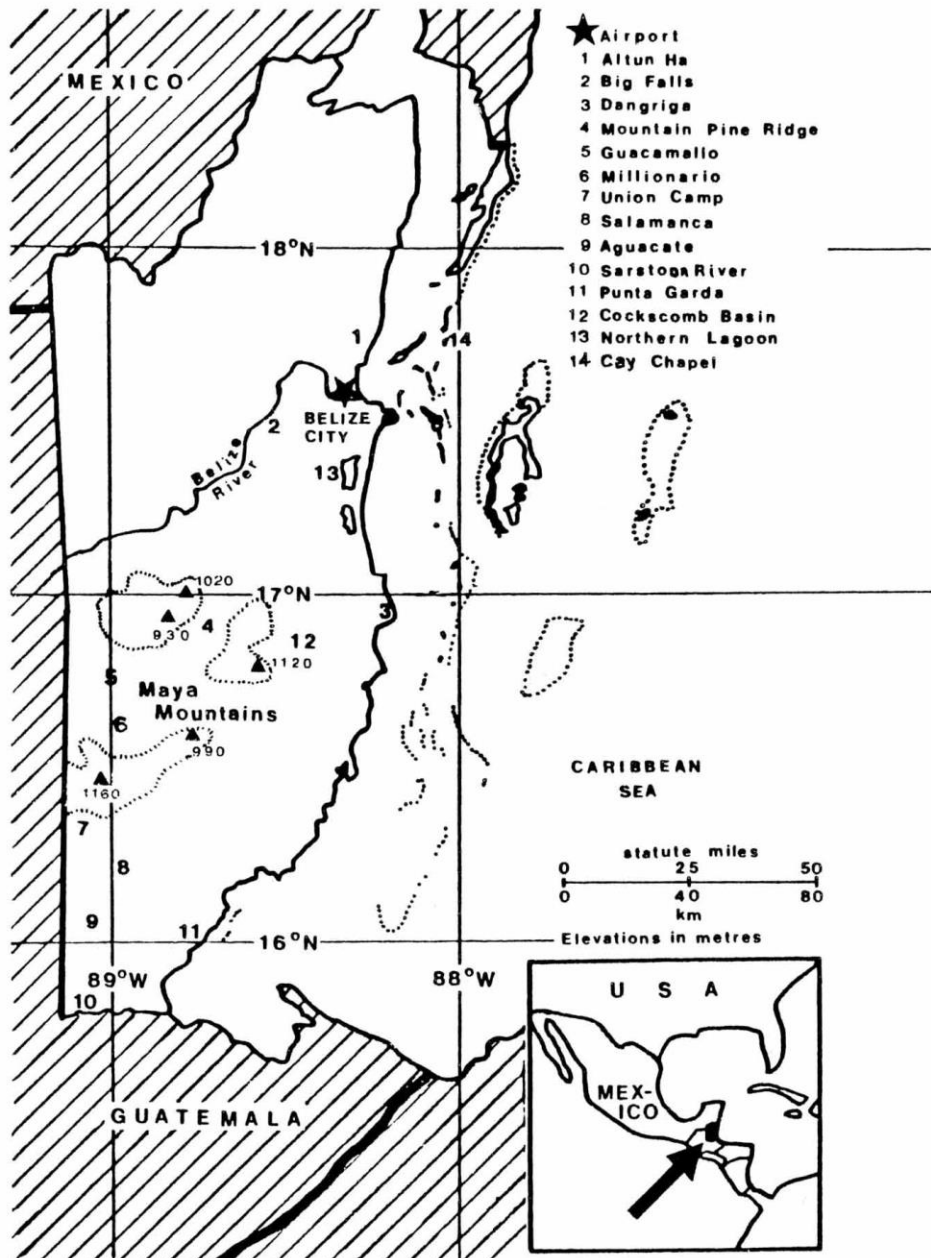 MEXICO
★ Airport
1 Altun Ha
2 Big Falls
3 Dangriga
4 Mountain Pine Ridge
5 Guacamallo
6 Millionario
7 Union Camp
8 Salamanca
9 Aguacate
10 Sarstoon River
11 Punta Garda
12 Cockscomb Basin
13 Northern Lagoon
14 Cay Chapel
18°N
1
14
2
BELIZE
CITY
Belize
River
13
1020
17°N
930
4
3
12
1120
5
Maya
Mountains
6
990
1160
7
CARIBBEAN
SEA
statute miles
0 25 50
0 40 80
km
8
9
11
16°N
Elevations in metres
89°W
88°W
10
GUATEMALA
USA
MEX-
ICO